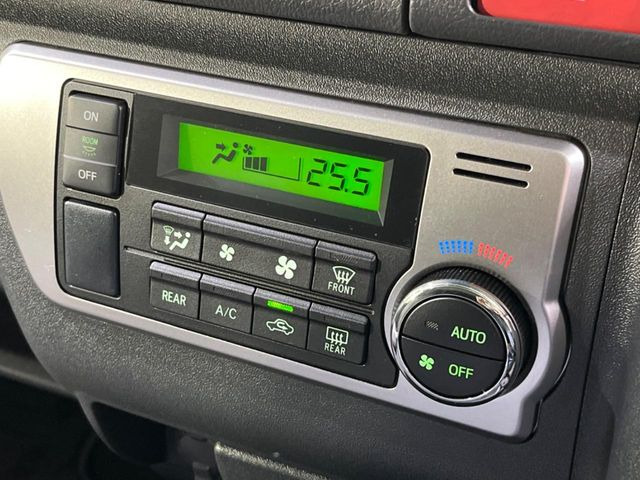 ON
ROOM
OFF
25.5
FRONT
REAR
A/C
REAR
AUTO
OFF